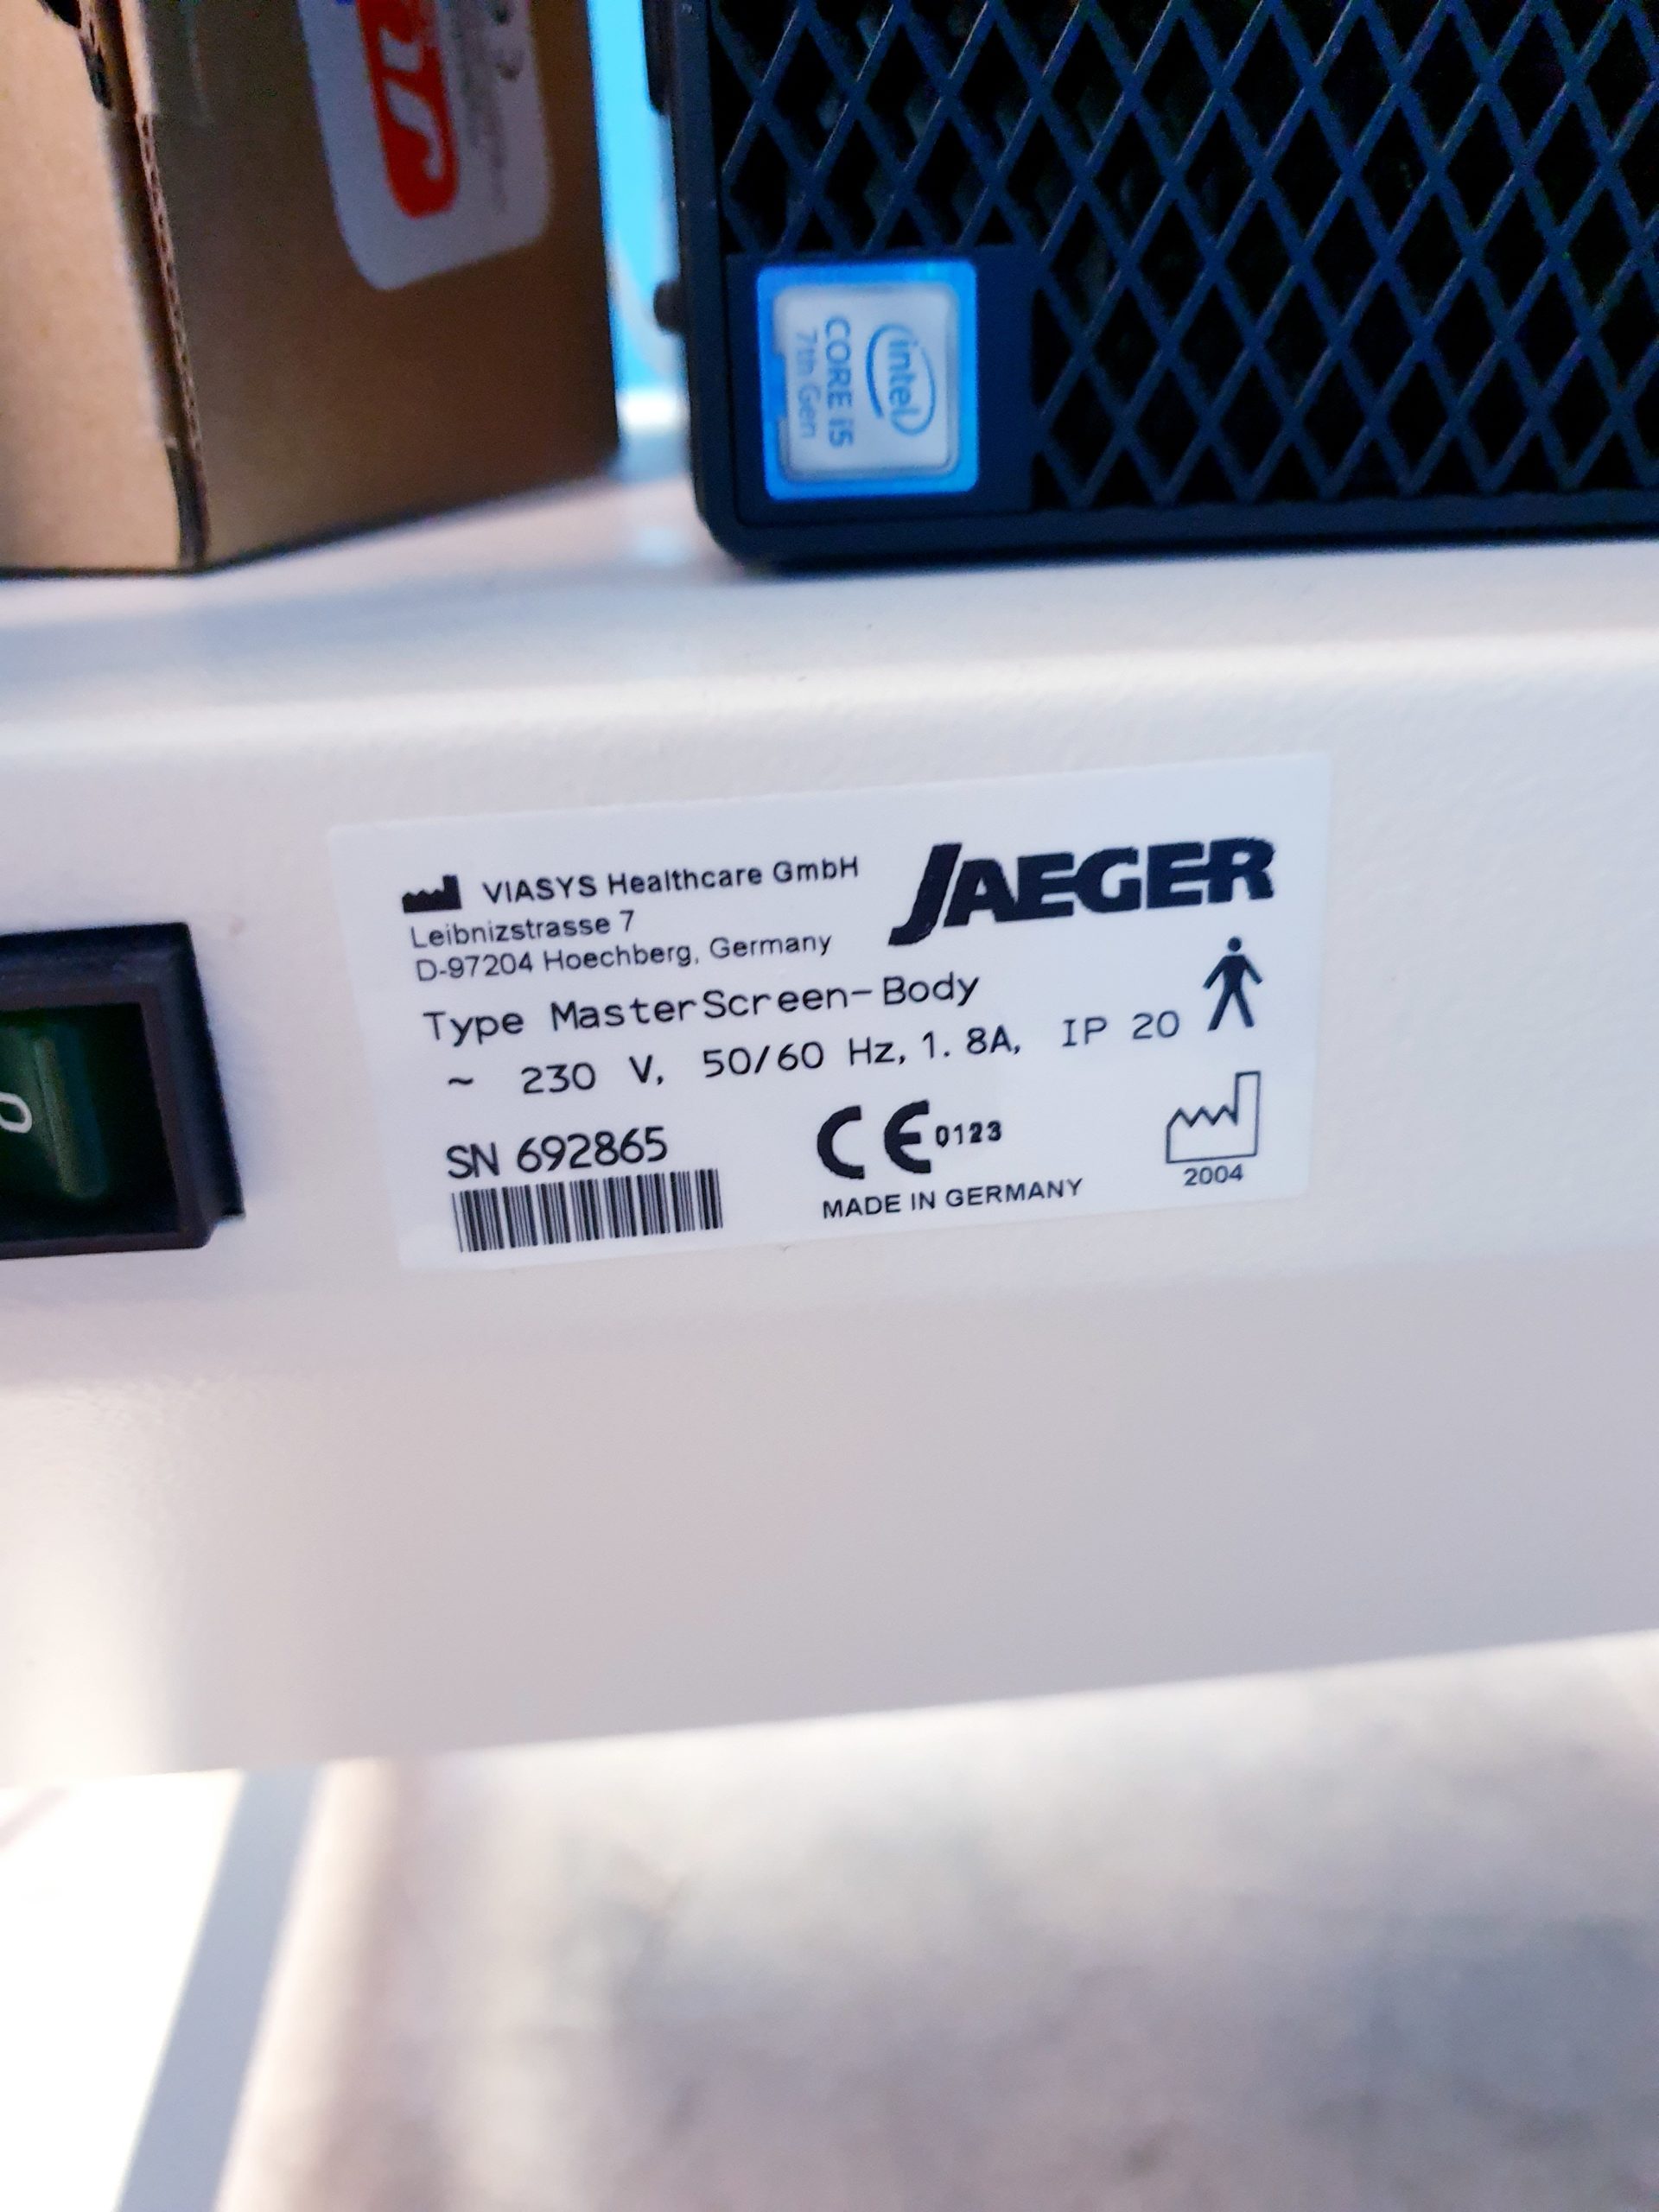 intel
CORE i5
7th Gen
VIASYS Healthcare GmbH
JAEGER
Leibnizstrasse 7
D-97204 Hoechberg, Germany
Type MasterScreen-Body
~ 230 V, 50/60 Hz, 1. 8A, IP 20
SN 692865
CE 0123
MADE IN GERMANY
2004
0